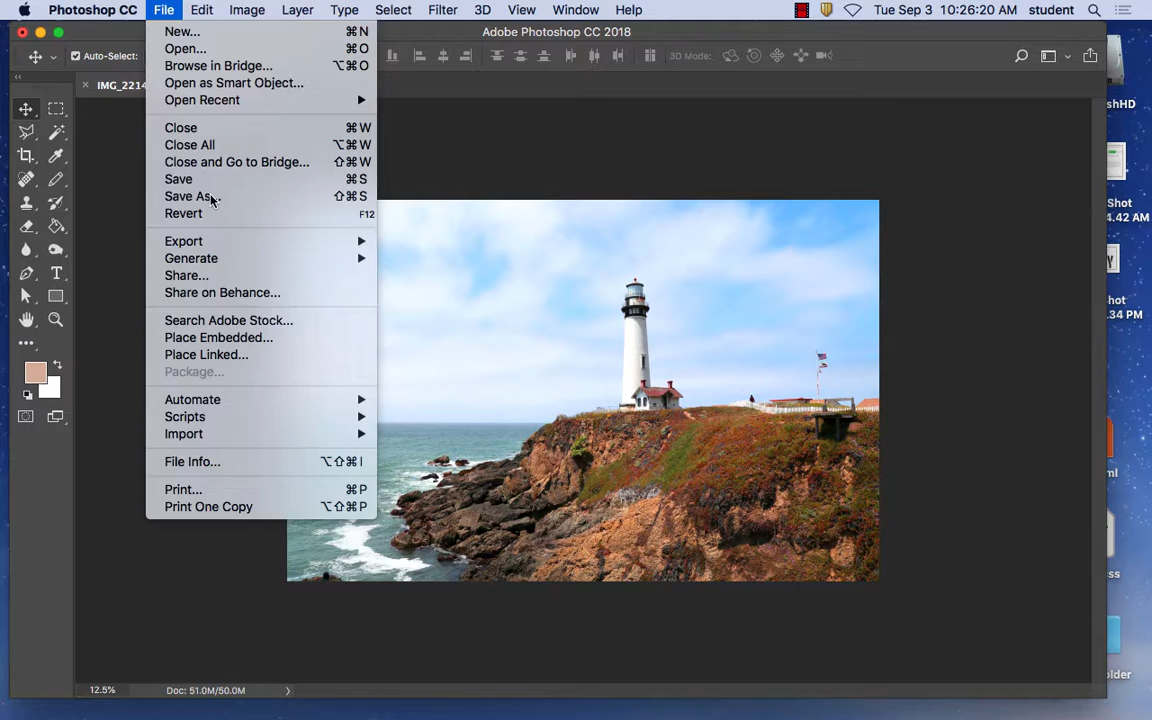 Photoshop CC File Edit Image Layer Type Select Filter 3D View Window Help Tue Sep 3 10:26:20 AM student
Adobe Photoshop CC 2018
Auto-Select: 3D Mode:
IMG_2214
New... ⌘N
Open... ⌘O
Browse in Bridge... ⌥⌘O
Open as Smart Object...
Open Recent
Close ⌘W
Close All ⌥⌘W
Close and Go to Bridge... ⇧⌘W
Save ⌘S
Save As... ⇧⌘S
Revert F12
Export
Generate
Share...
Share on Behance...
Search Adobe Stock...
Place Embedded...
Place Linked...
Package...
Automate
Scripts
Import
File Info... ⌥⇧⌘I
Print... ⌘P
Print One Copy ⌥⇧⌘P
12.5% Doc: 51.0M/50.0M
shHD
Shot
4.42 AM
hot
.34 PM
ml
ss
older